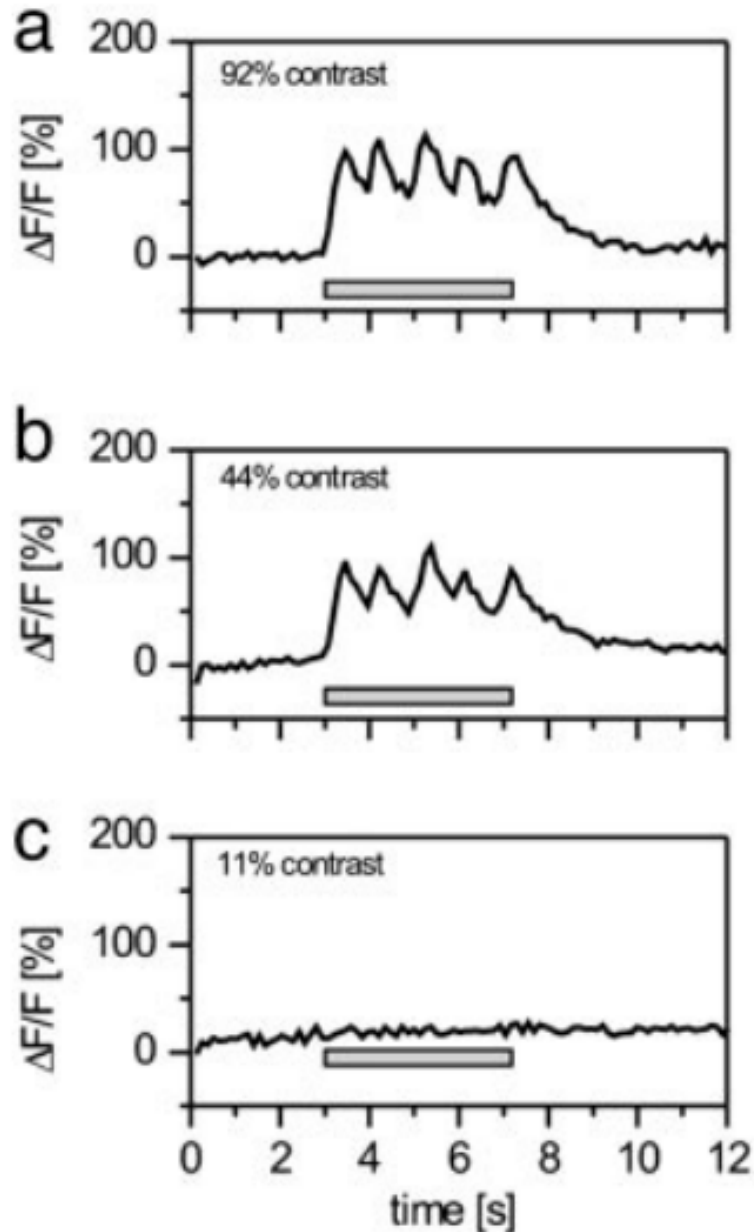 a
200
92% contrast
100
0
ΔF/F [%]
b
200
44% contrast
100
0
ΔF/F [%]
c
200
11% contrast
100
0
ΔF/F [%]
0 2 4 6 8 10 12
time [s]